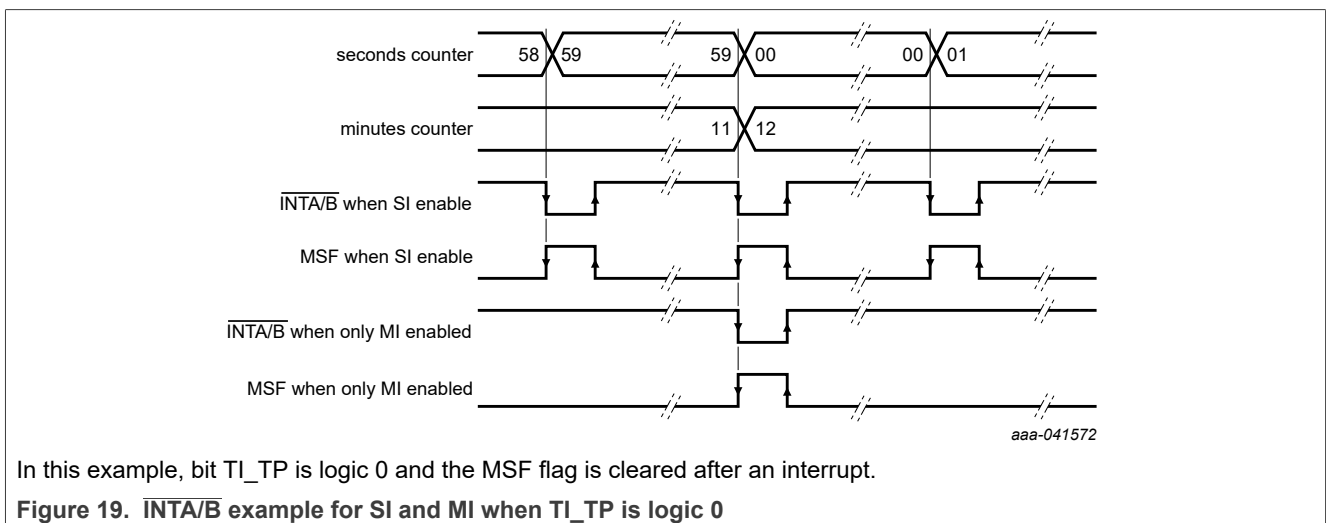 seconds counter 58 59 59 00 00 01
minutes counter 11 12
INTA/B when SI enable
MSF when SI enable
INTA/B when only MI enabled
MSF when only MI enabled
aaa-041572
In this example, bit TI_TP is logic 0 and the MSF flag is cleared after an interrupt.
Figure 19. INTA/B example for SI and MI when TI_TP is logic 0